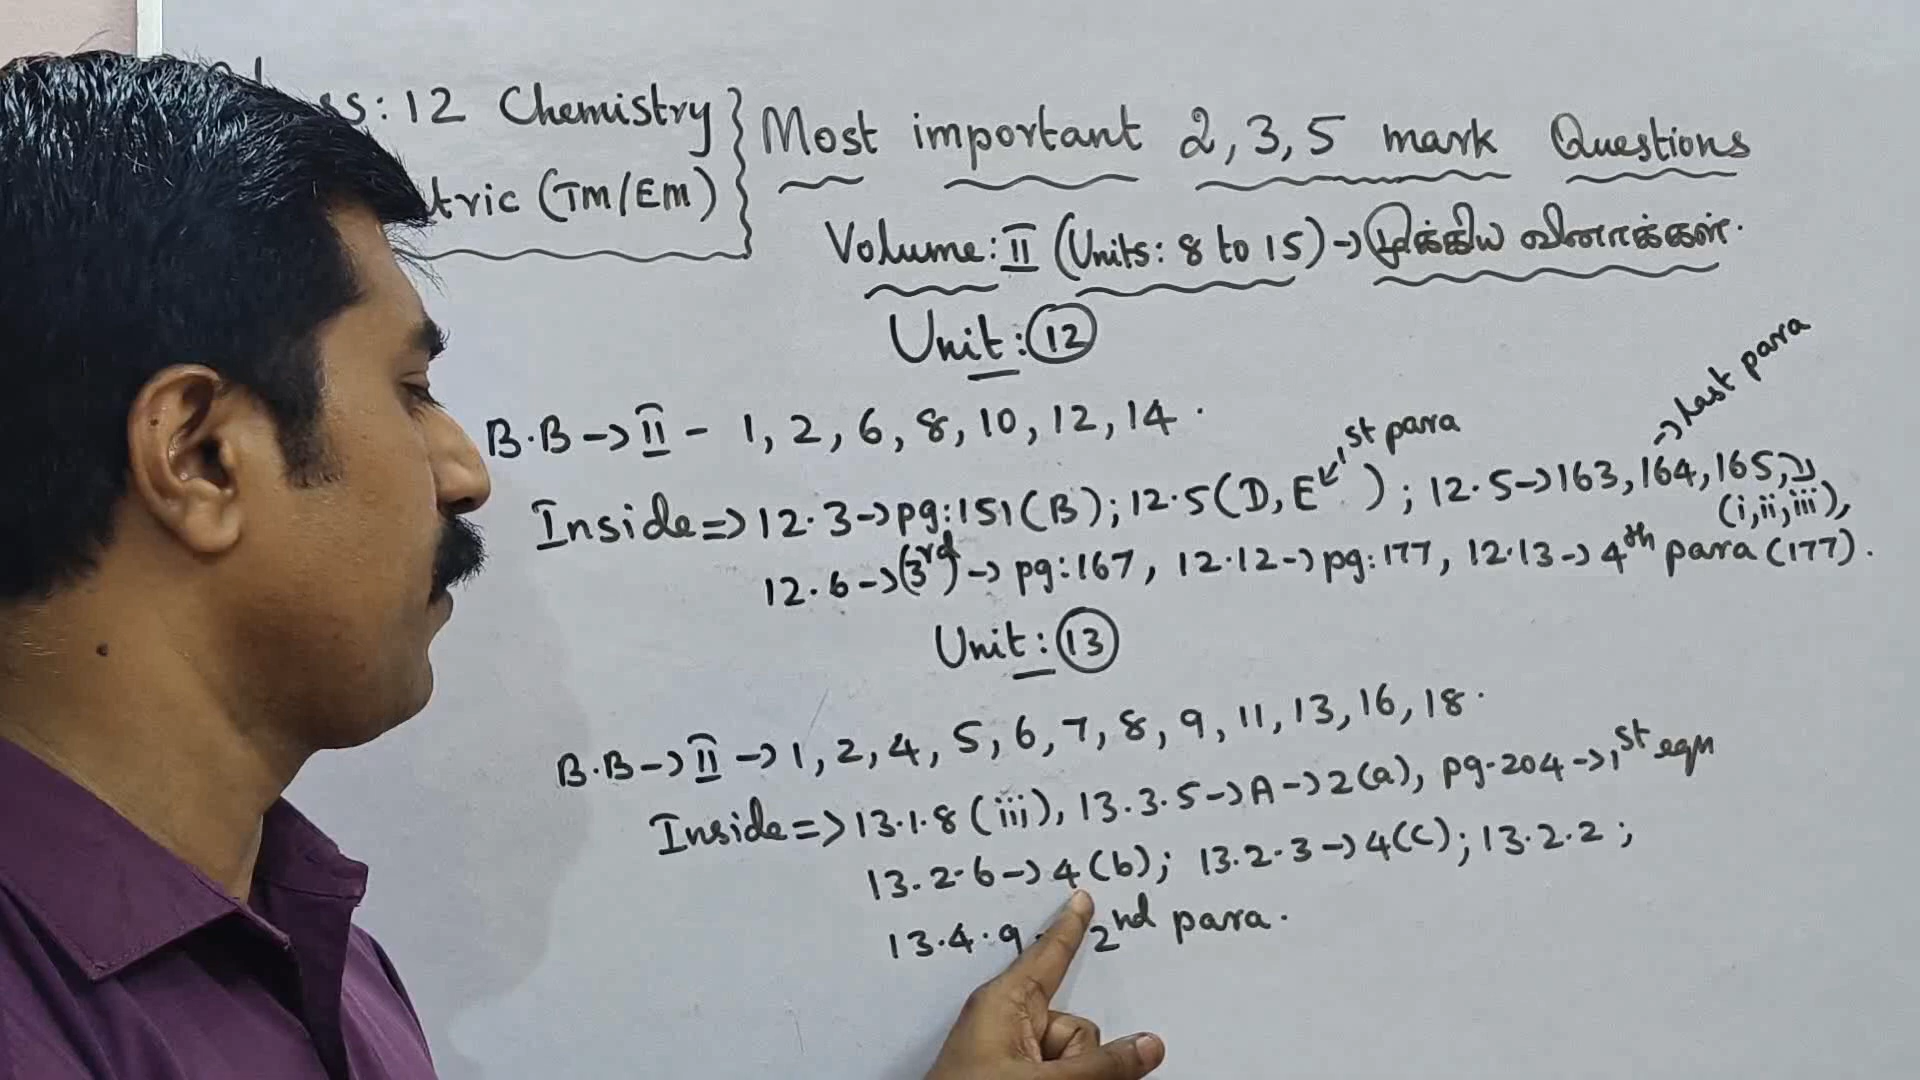 ss: 12 Chemistry
tric (TM/EM)
Most important 2, 3, 5 mark Questions
Volume: II (Units: 8 to 15) → முக்கிய வினாக்கள்.
Unit: 12
B.B → II - 1, 2, 6, 8, 10, 12, 14.
Inside => 12.3 → pg: 151 (B); 12.5 (D, E ↙ 1st para); 12.5 → 163, 164, 165, → Last para
(i, ii, iii),
12.6 → (3rd) → pg: 167, 12.12 → pg: 177, 12.13 → 4th para (177).
Unit: 13
B.B → II → 1, 2, 4, 5, 6, 7, 8, 9, 11, 13, 16, 18.
Inside => 13.1.8 (iii), 13.3.5 → A → 2(a), pg. 204 → 1st eqn
13.2.6 → 4(b); 13.2.3 → 4(c); 13.2.2;
13.4.9 2nd para.